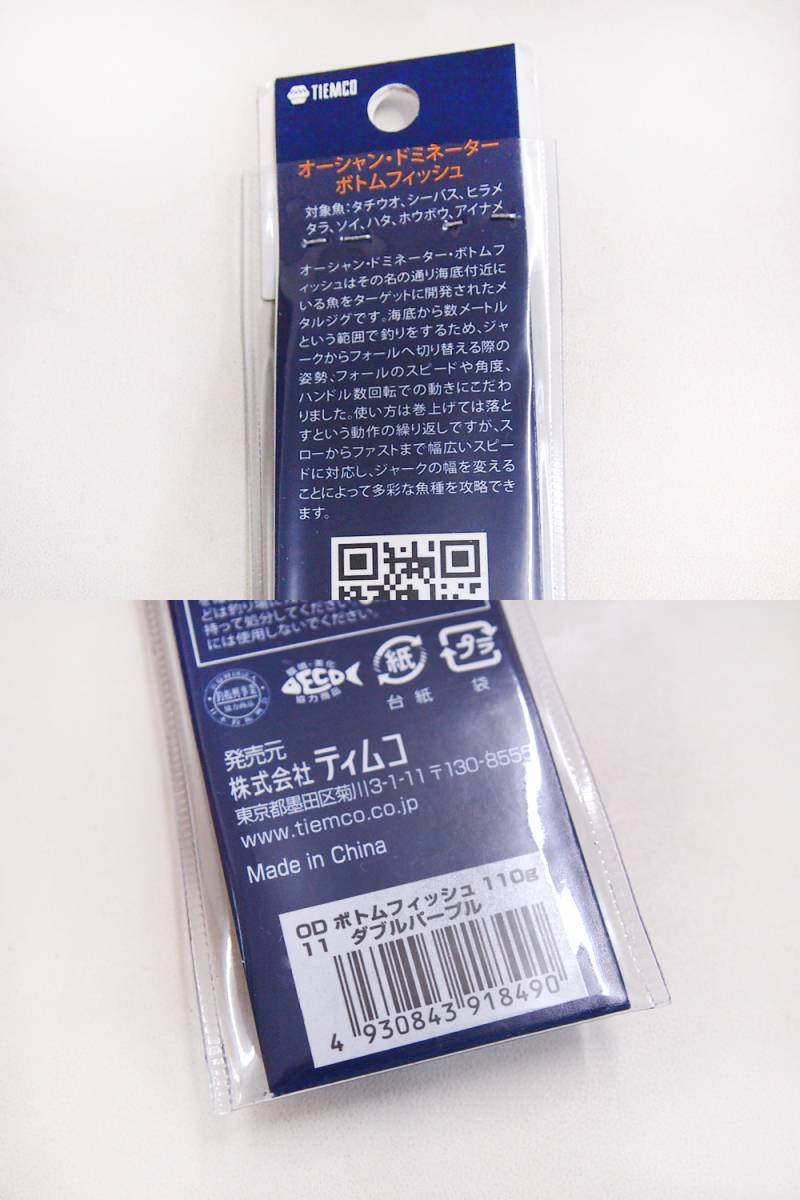 TIEMCO
オーシャン・ドミネーター
ボトムフィッシュ
対象魚:タチウオ、シーバス、ヒラメ
タラ、ソイ、ハタ、ホウボウ、アイナメ
オーシャン・ドミネーター・ボトムフ
ィッシュはその名の通り海底付近に
いる魚をターゲットに開発されたメ
タルジグです。海底から数メートル
という範囲で釣りをするため、ジャ
ークからフォールへ切り替える際の
姿勢、フォールのスピードや角度、
ハンドル数回転での動きにこだわ
りました。使い方は巻上げては落と
すという動作の繰り返しですが、ス
ローからファストまで幅広いスピー
ドに対応し、ジャークの幅を変える
ことによって多彩な魚種を攻略でき
ます。
どは釣り場に
持って処分してください。
には使用しないでください。
環境・美化
ECO
協力商品
紙
台紙
プラ
袋
発売元
株式会社ティムコ
東京都墨田区菊川3-1-11 〒130-8555
www.tiemco.co.jp
Made in China
OD ボトムフィッシュ 110g
11 ダブルパープル
4 930843 918490